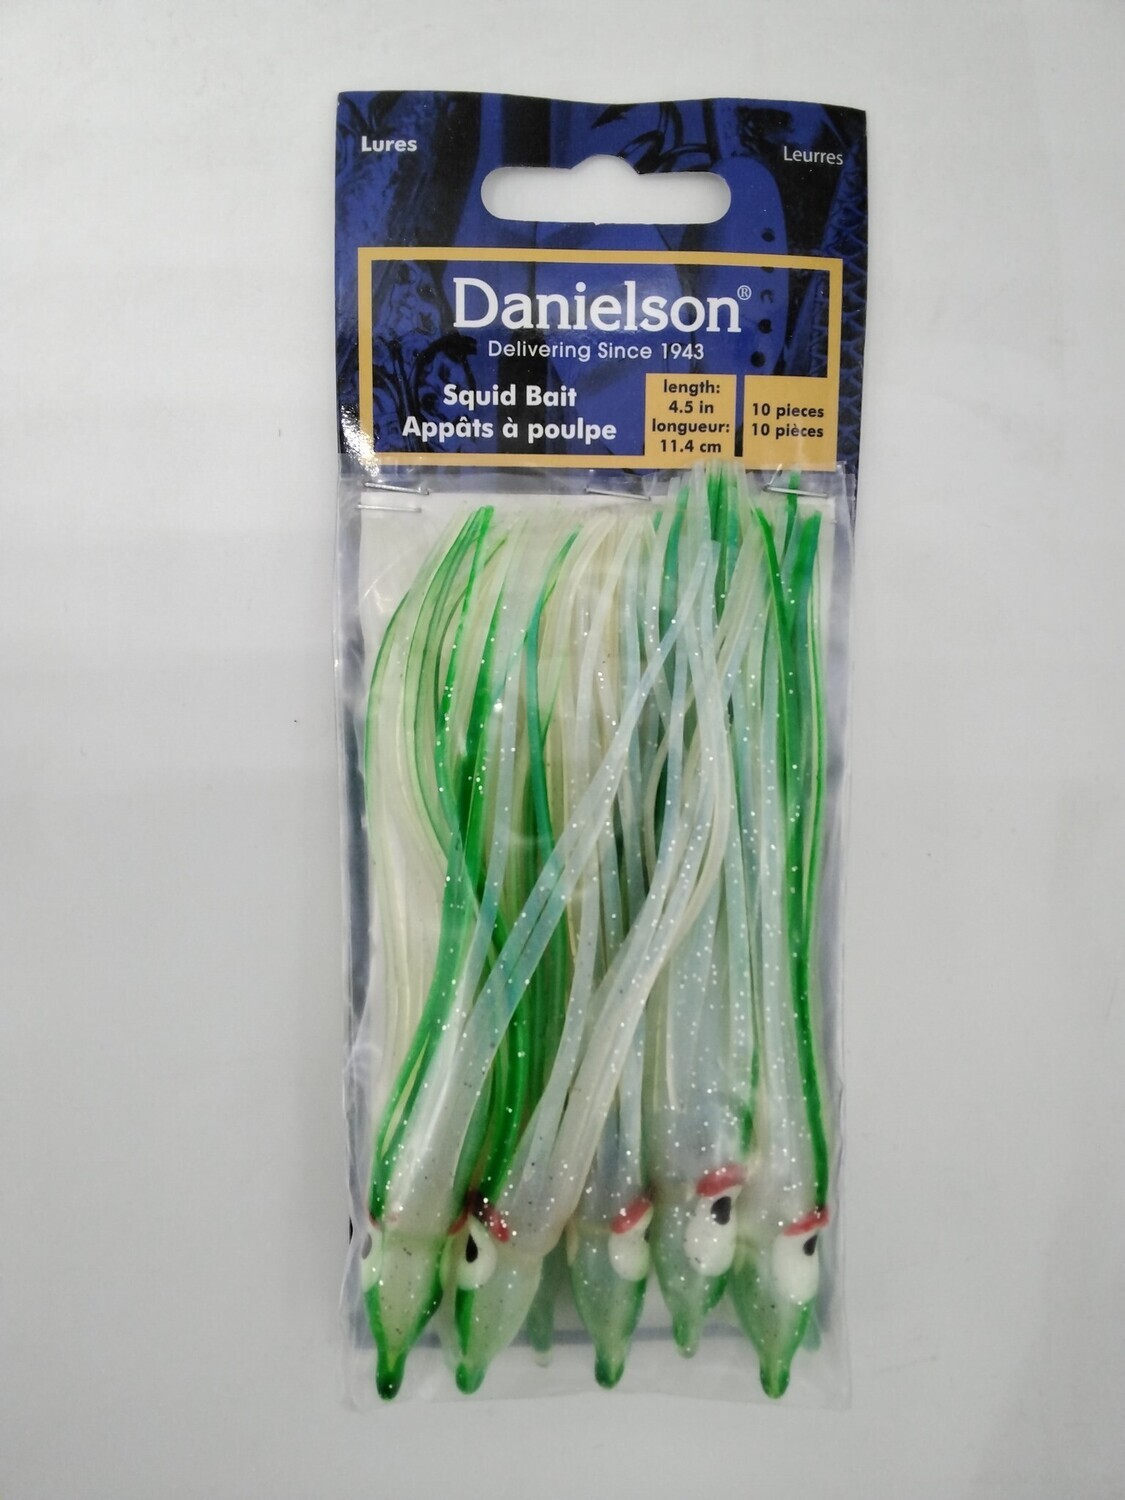 Lures
Leurres
Danielson®
Delivering Since 1943
Squid Bait
Appâts à poulpe
length:
4.5 in
longueur:
11.4 cm
10 pieces
10 pièces